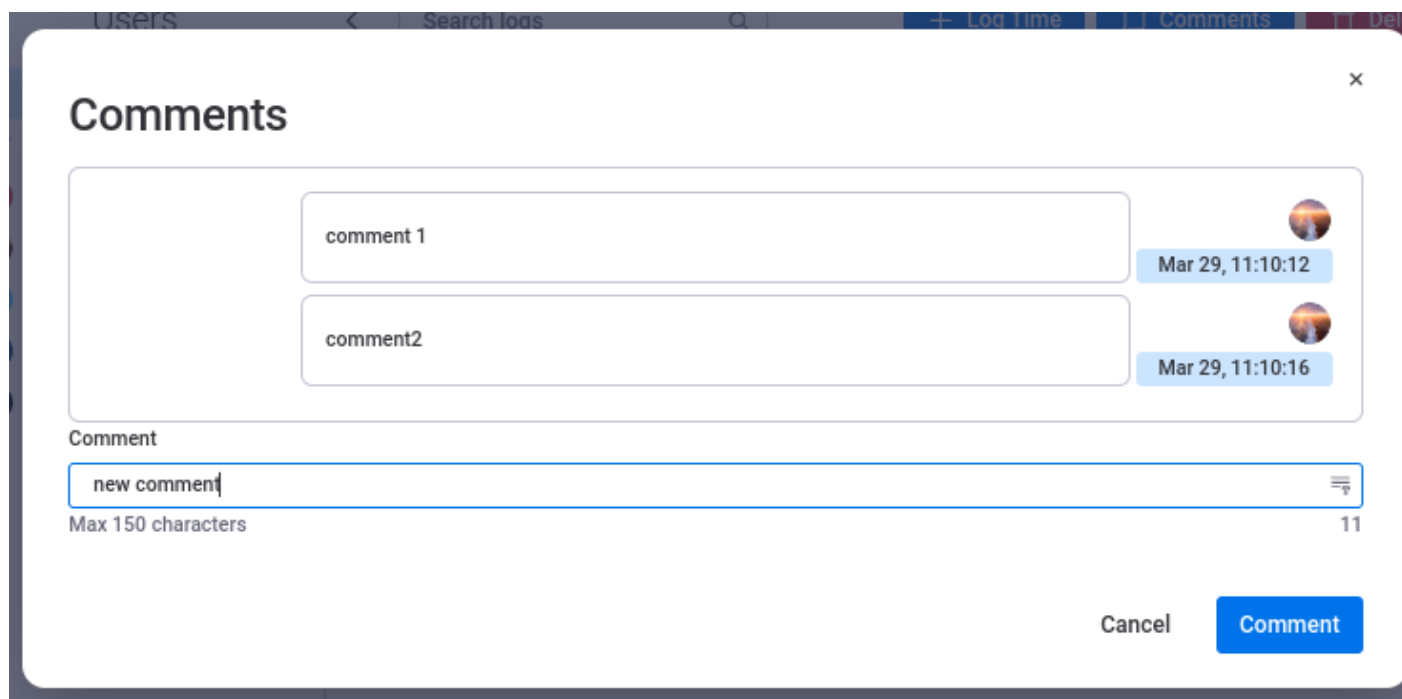 Users
Search logs
+ Log Time
Comments
Del
Comments
comment 1
Mar 29, 11:10:12
comment2
Mar 29, 11:10:16
Comment
new comment
Max 150 characters
11
Cancel
Comment